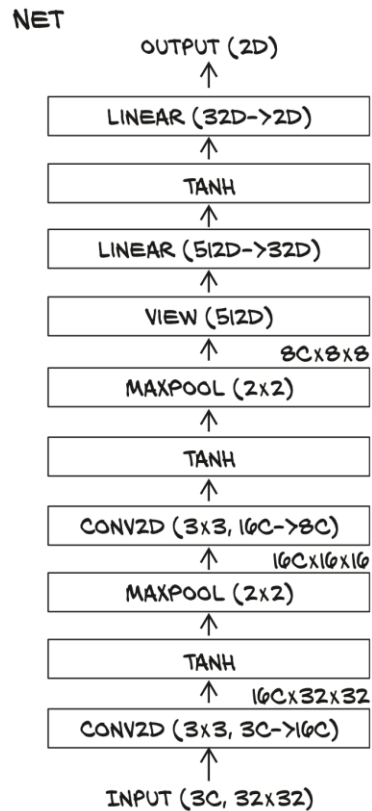 NET
OUTPUT (2D)
LINEAR (32D->2D)
TANH
LINEAR (512D->32D)
VIEW (512D)
8CX8X8
MAXPOOL (2X2)
TANH
CONV2D (3X3, 16C->8C)
16CX16X16
MAXPOOL (2X2)
TANH
16CX32X32
CONV2D (3X3, 3C->16C)
INPUT (3C, 32X32)